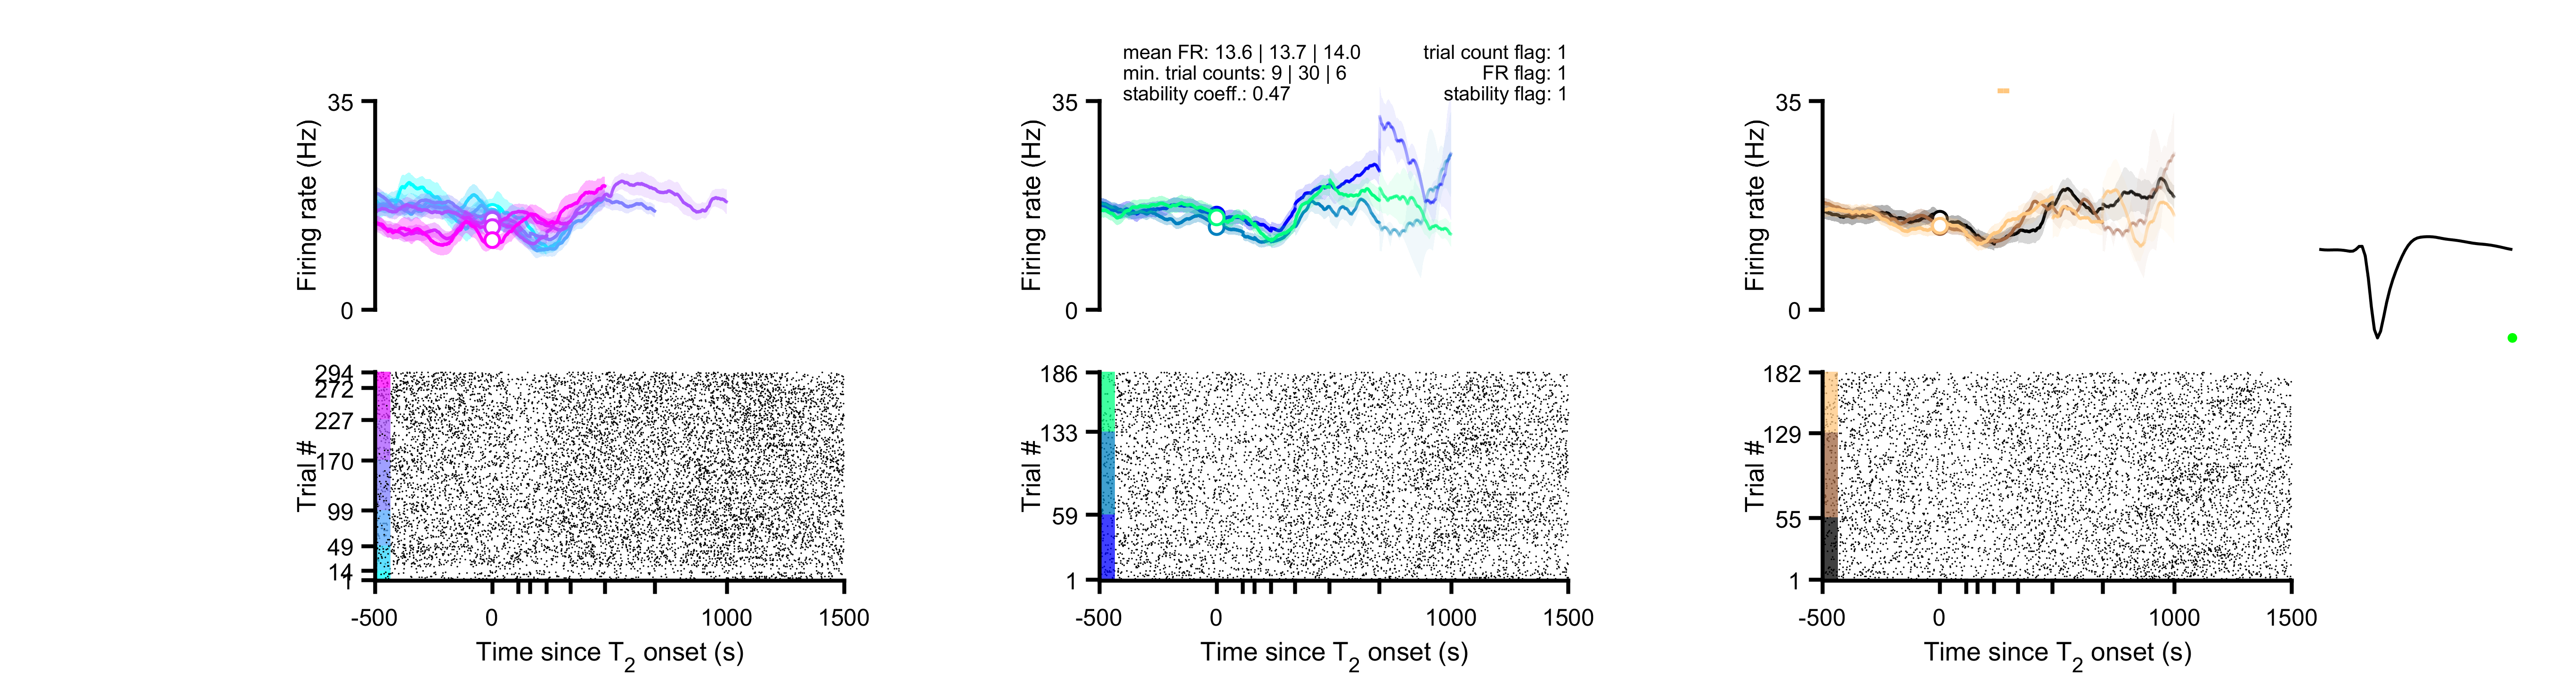 mean FR: 13.6 | 13.7 | 14.0
min. trial counts: 9 | 30 | 6
stability coeff.: 0.47
trial count flag: 1
FR flag: 1
stability flag: 1
35
Firing rate (Hz)
0
35
Firing rate (Hz)
0
35
Firing rate (Hz)
0
294
272
227
170
99
49
14
1
Trial #
-500
0
1000
1500
Time since T2 onset (s)
186
133
59
1
Trial #
-500
0
1000
1500
Time since T2 onset (s)
182
129
55
1
Trial #
-500
0
1000
1500
Time since T2 onset (s)